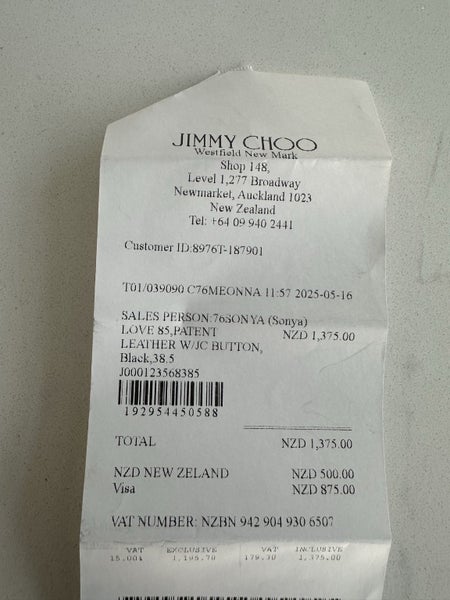 JIMMY CHOO
Westfield New Mark
Shop 148,
Level 1,277 Broadway
Newmarket, Auckland 1023
New Zealand
Tel: +64 09 940 2441
Customer ID:8976T-187901
T01/039090 C76MEONNA 11:57 2025-05-16
SALES PERSON:76SONYA (Sonya)
LOVE 85,PATENT NZD 1,375.00
LEATHER W/JC BUTTON,
Black,38.5
J000123568385
192954450588
TOTAL NZD 1,375.00
NZD NEW ZELAND NZD 500.00
Visa NZD 875.00
VAT NUMBER: NZBN 942 904 930 6507
VAT EXCLUSIVE VAT INCLUSIVE
15.00% 1,195.70 179.30 1,375.00